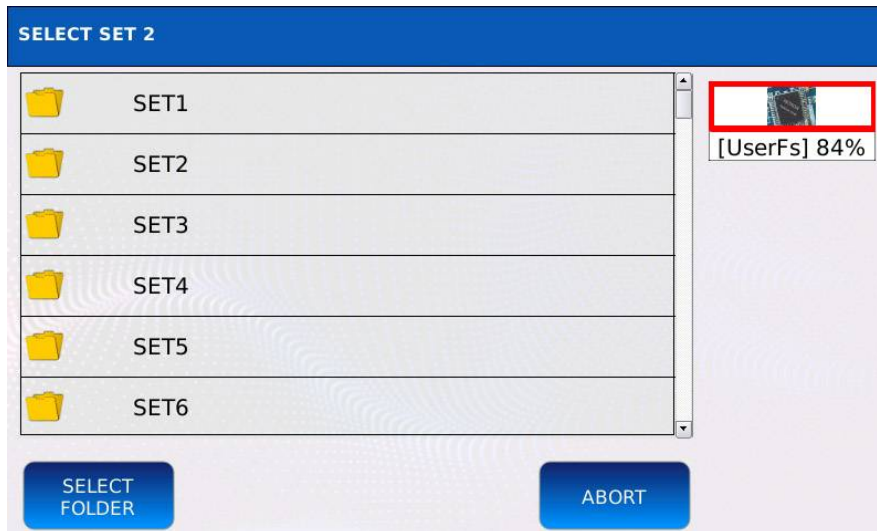 SELECT SET 2
SET1
[UserFs] 84%
SET2
SET3
SET4
SET5
SET6
SELECT
FOLDER
ABORT